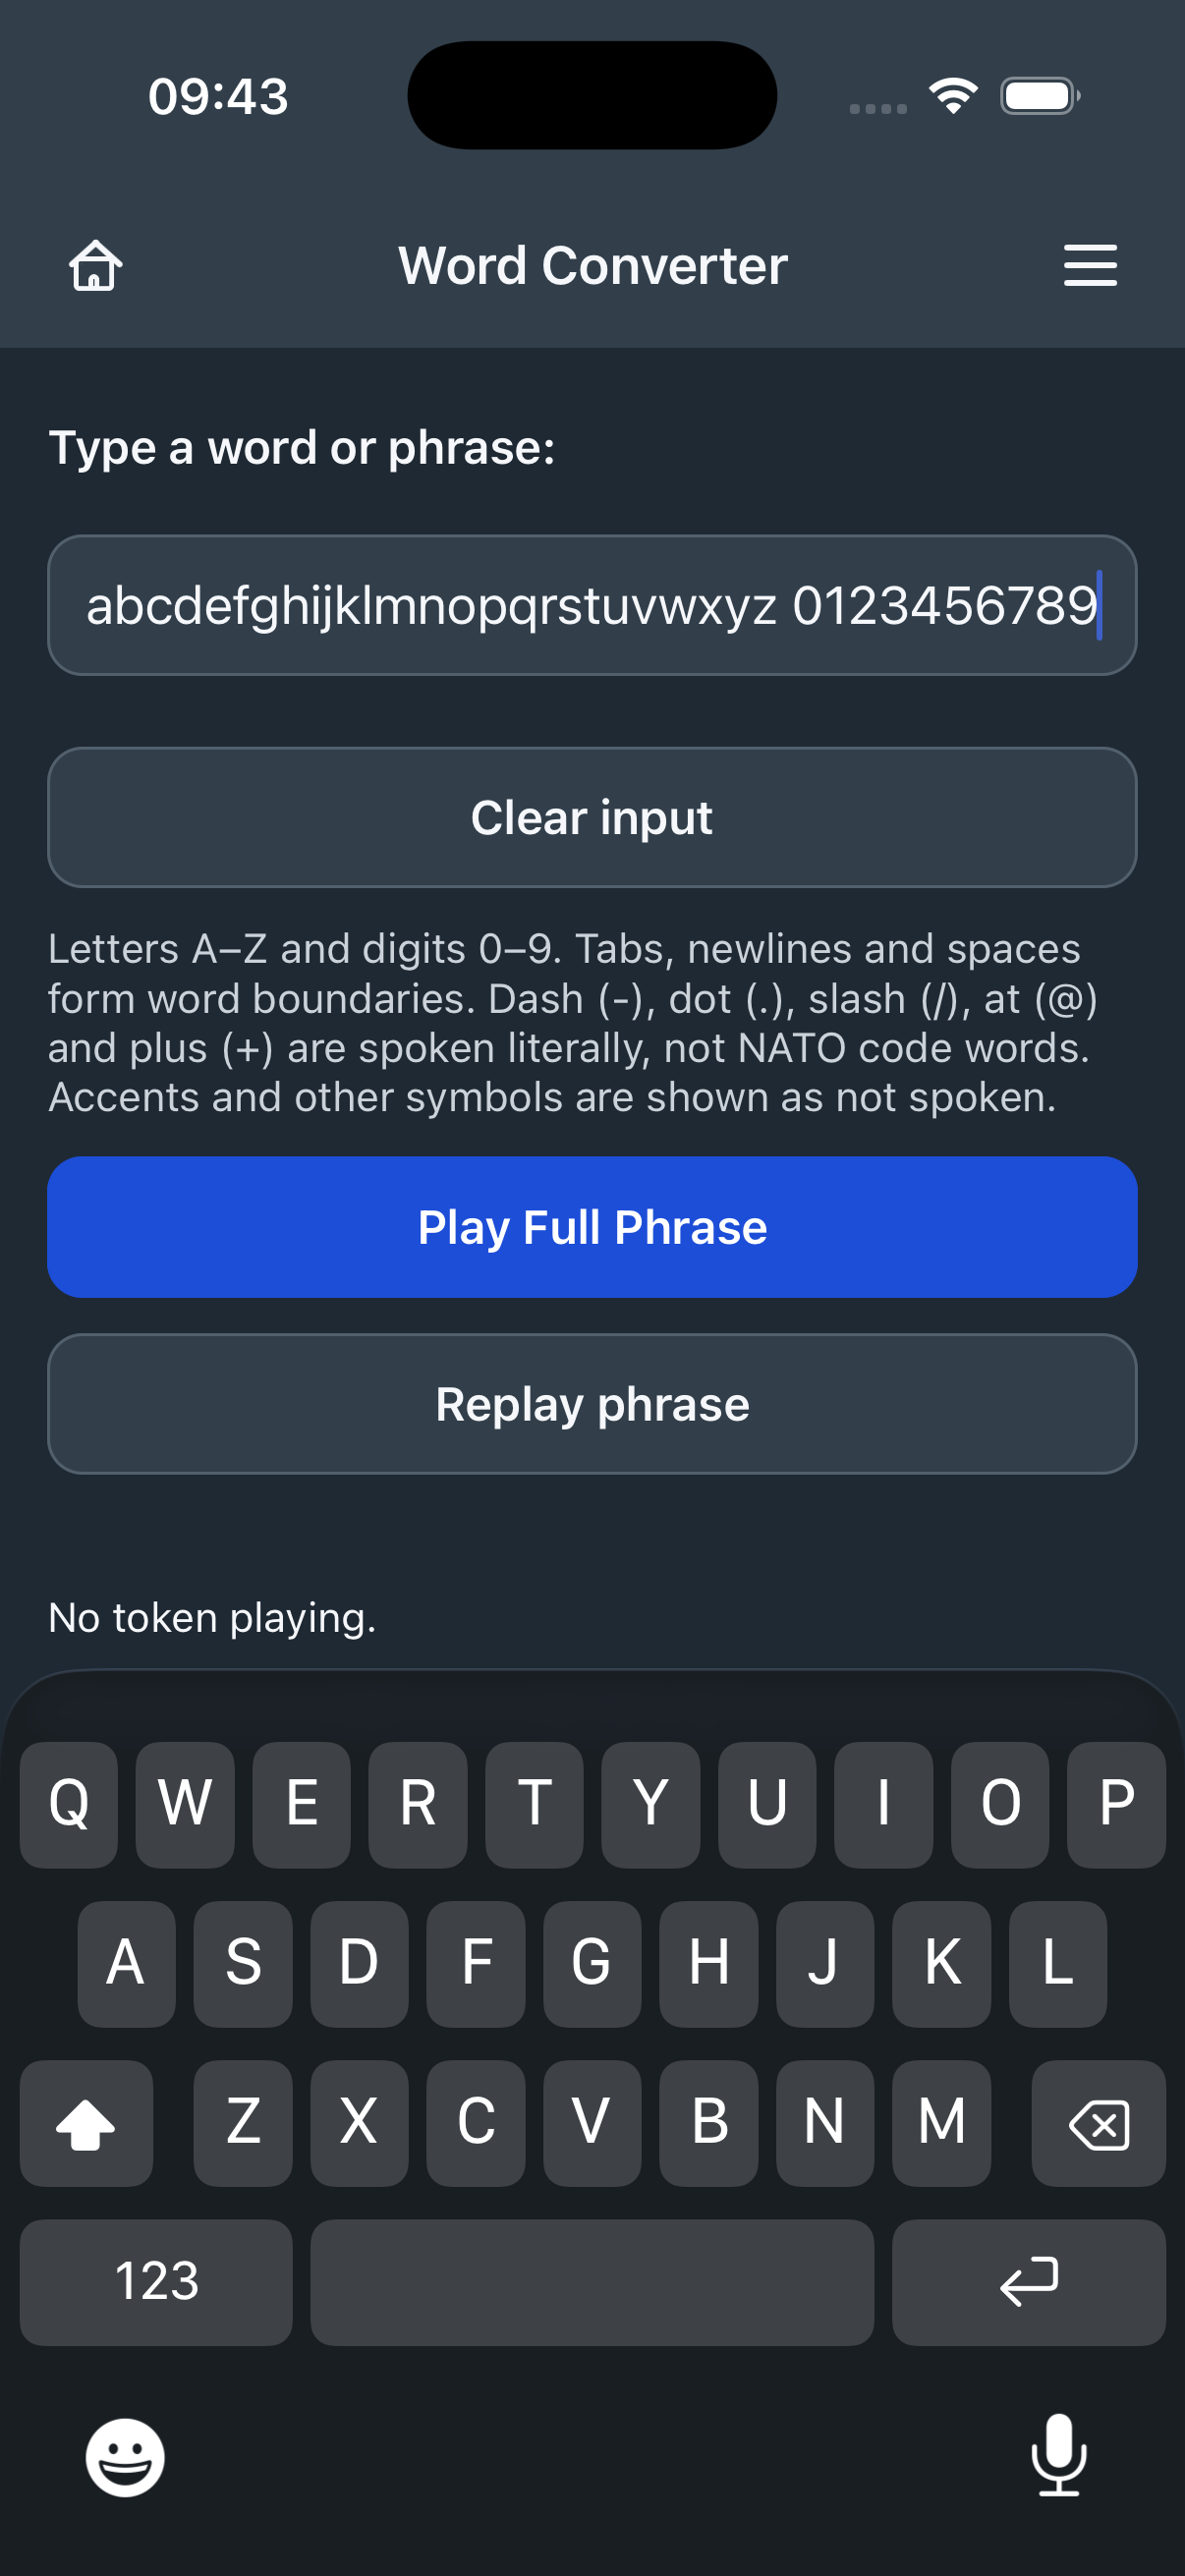 09:43
Word Converter
Type a word or phrase:
abcdefghijklmnopqrstuvwxyz 0123456789
Clear input
Letters A–Z and digits 0–9. Tabs, newlines and spaces
form word boundaries. Dash (-), dot (.), slash (/), at (@)
and plus (+) are spoken literally, not NATO code words.
Accents and other symbols are shown as not spoken.
Play Full Phrase
Replay phrase
No token playing.
Q W E R T Y U I O P
A S D F G H J K L
Z X C V B N M
123